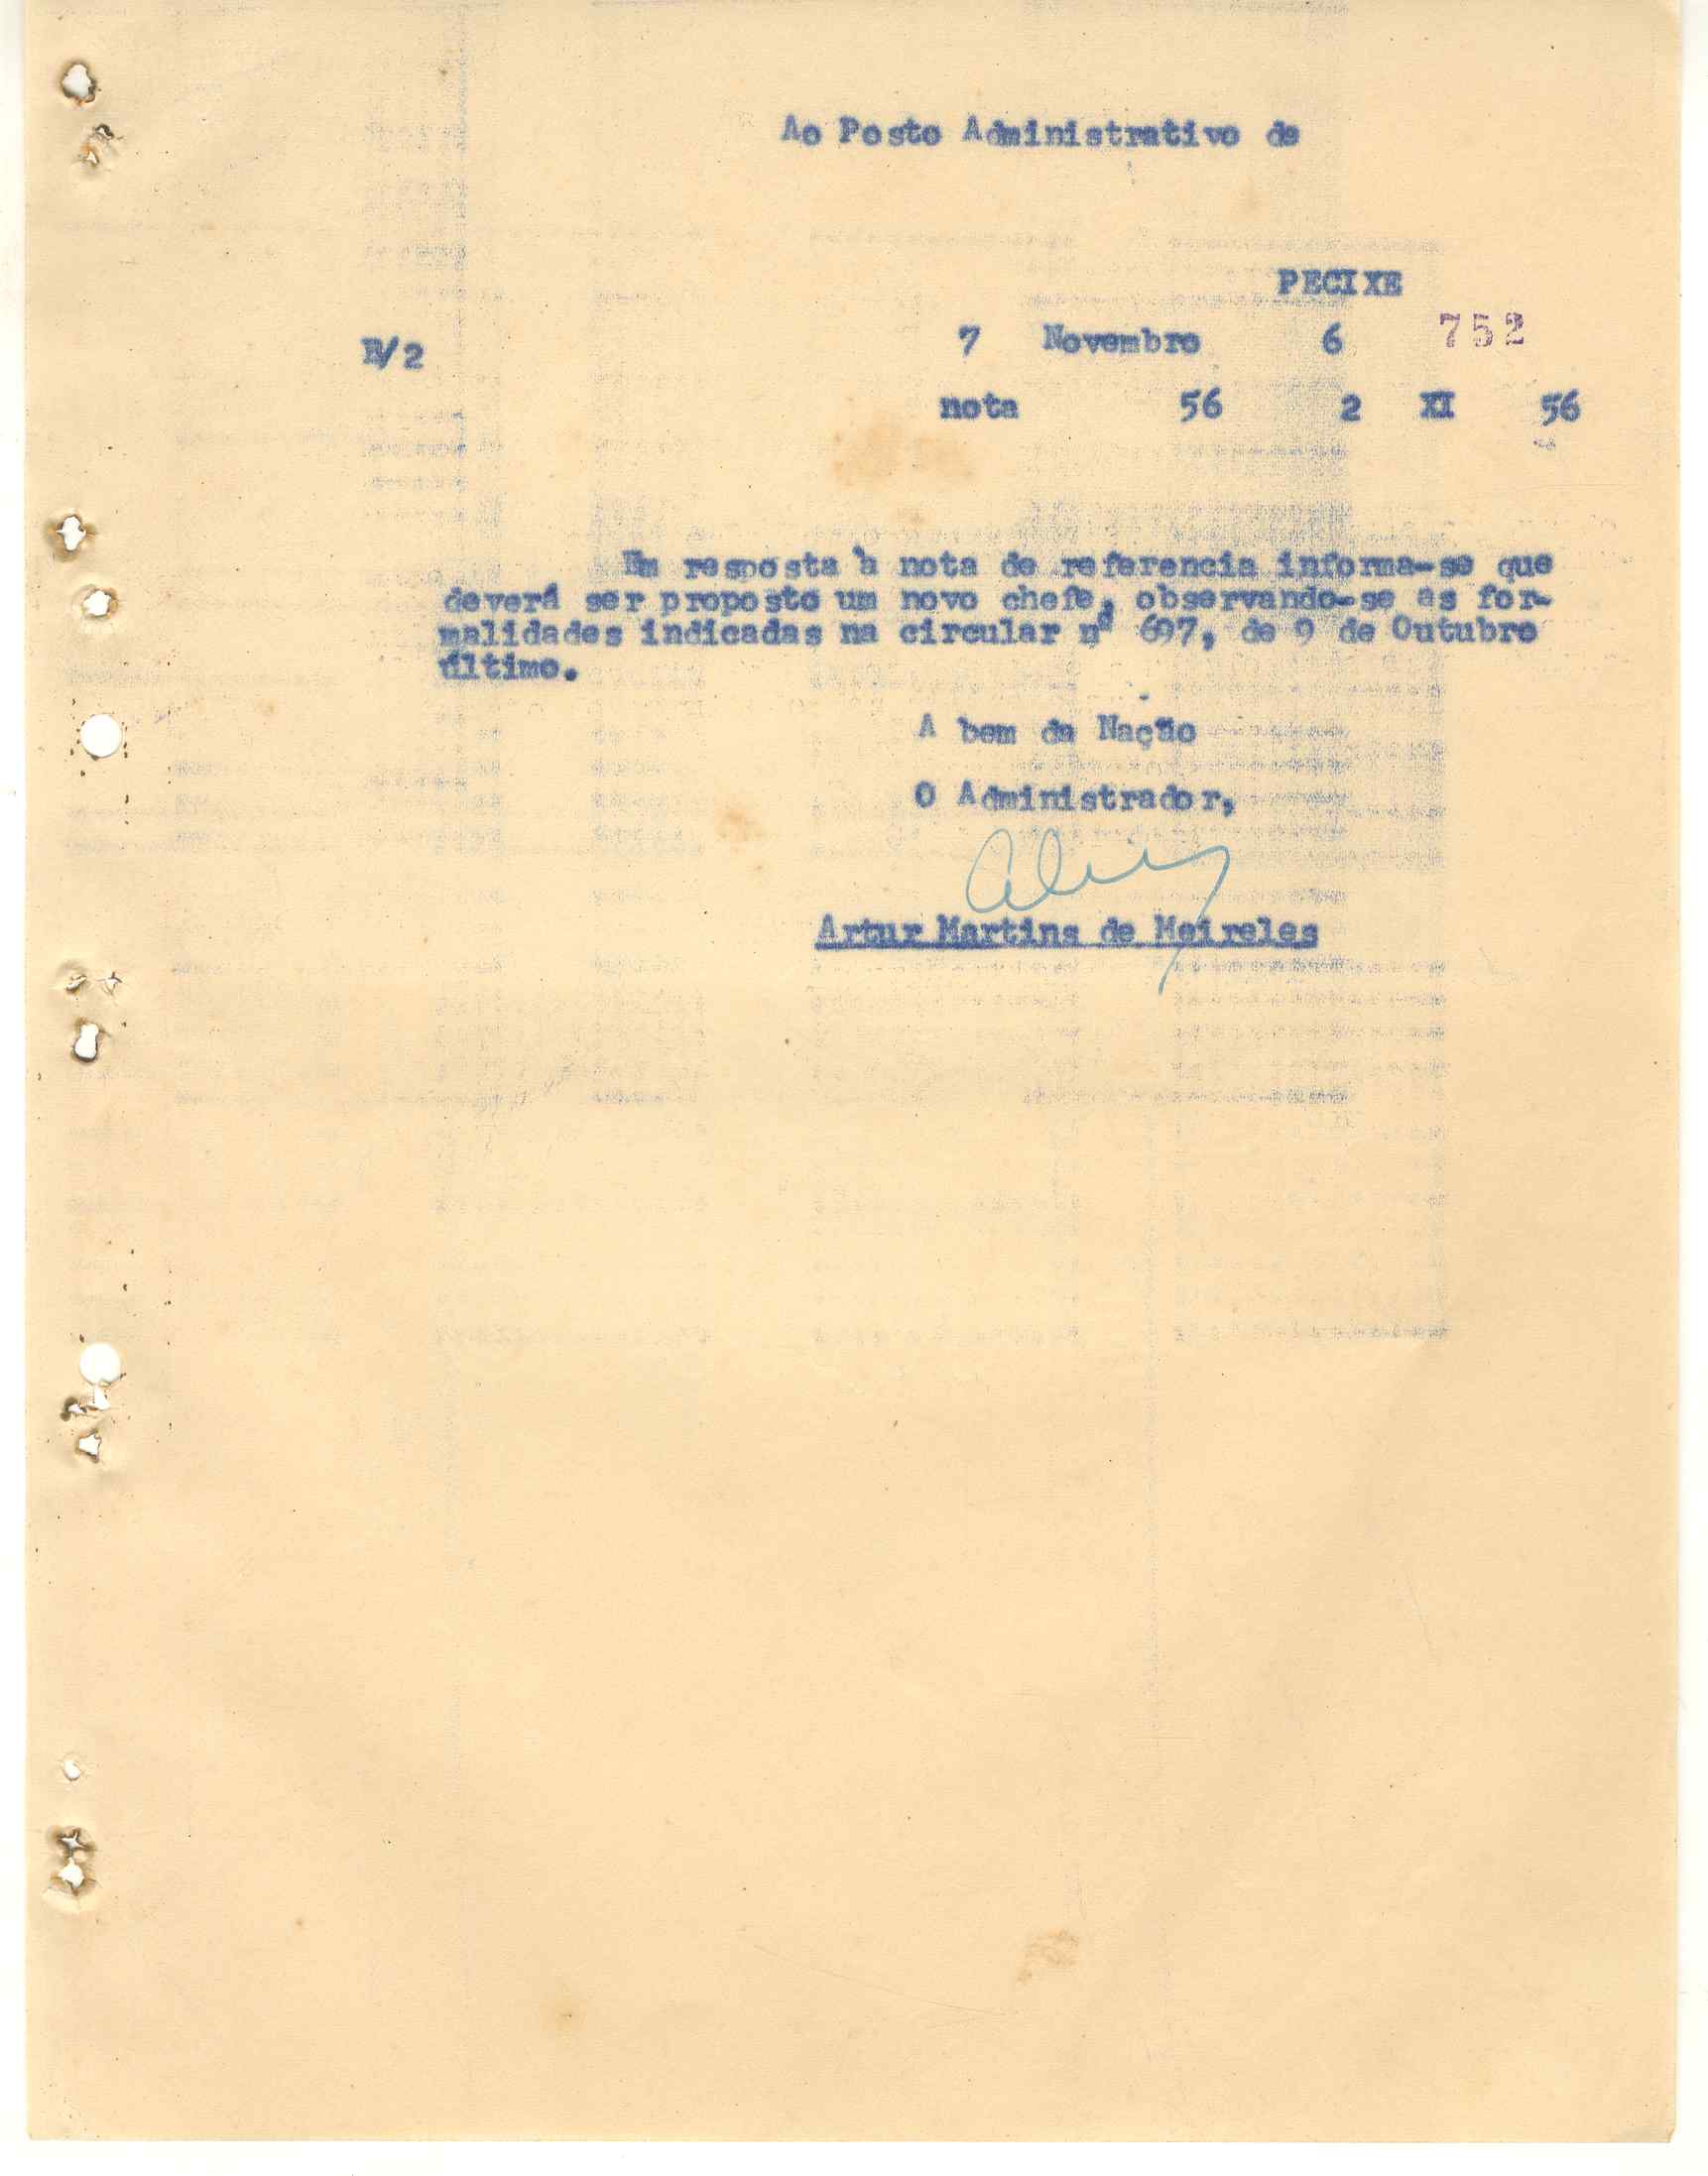 Ao Posto Administrativo de
PECIXE
B/2 7 Novembro 6 752
nota 56 2 XI 56
Em resposta à nota de referencia informa-se que
deverá ser proposto um novo chefe, observando-se as for-
malidades indicadas na circular nº 697, de 9 de Outubro
último.
A bem da Nação
O Administrador,
Artur Martins de Meireles